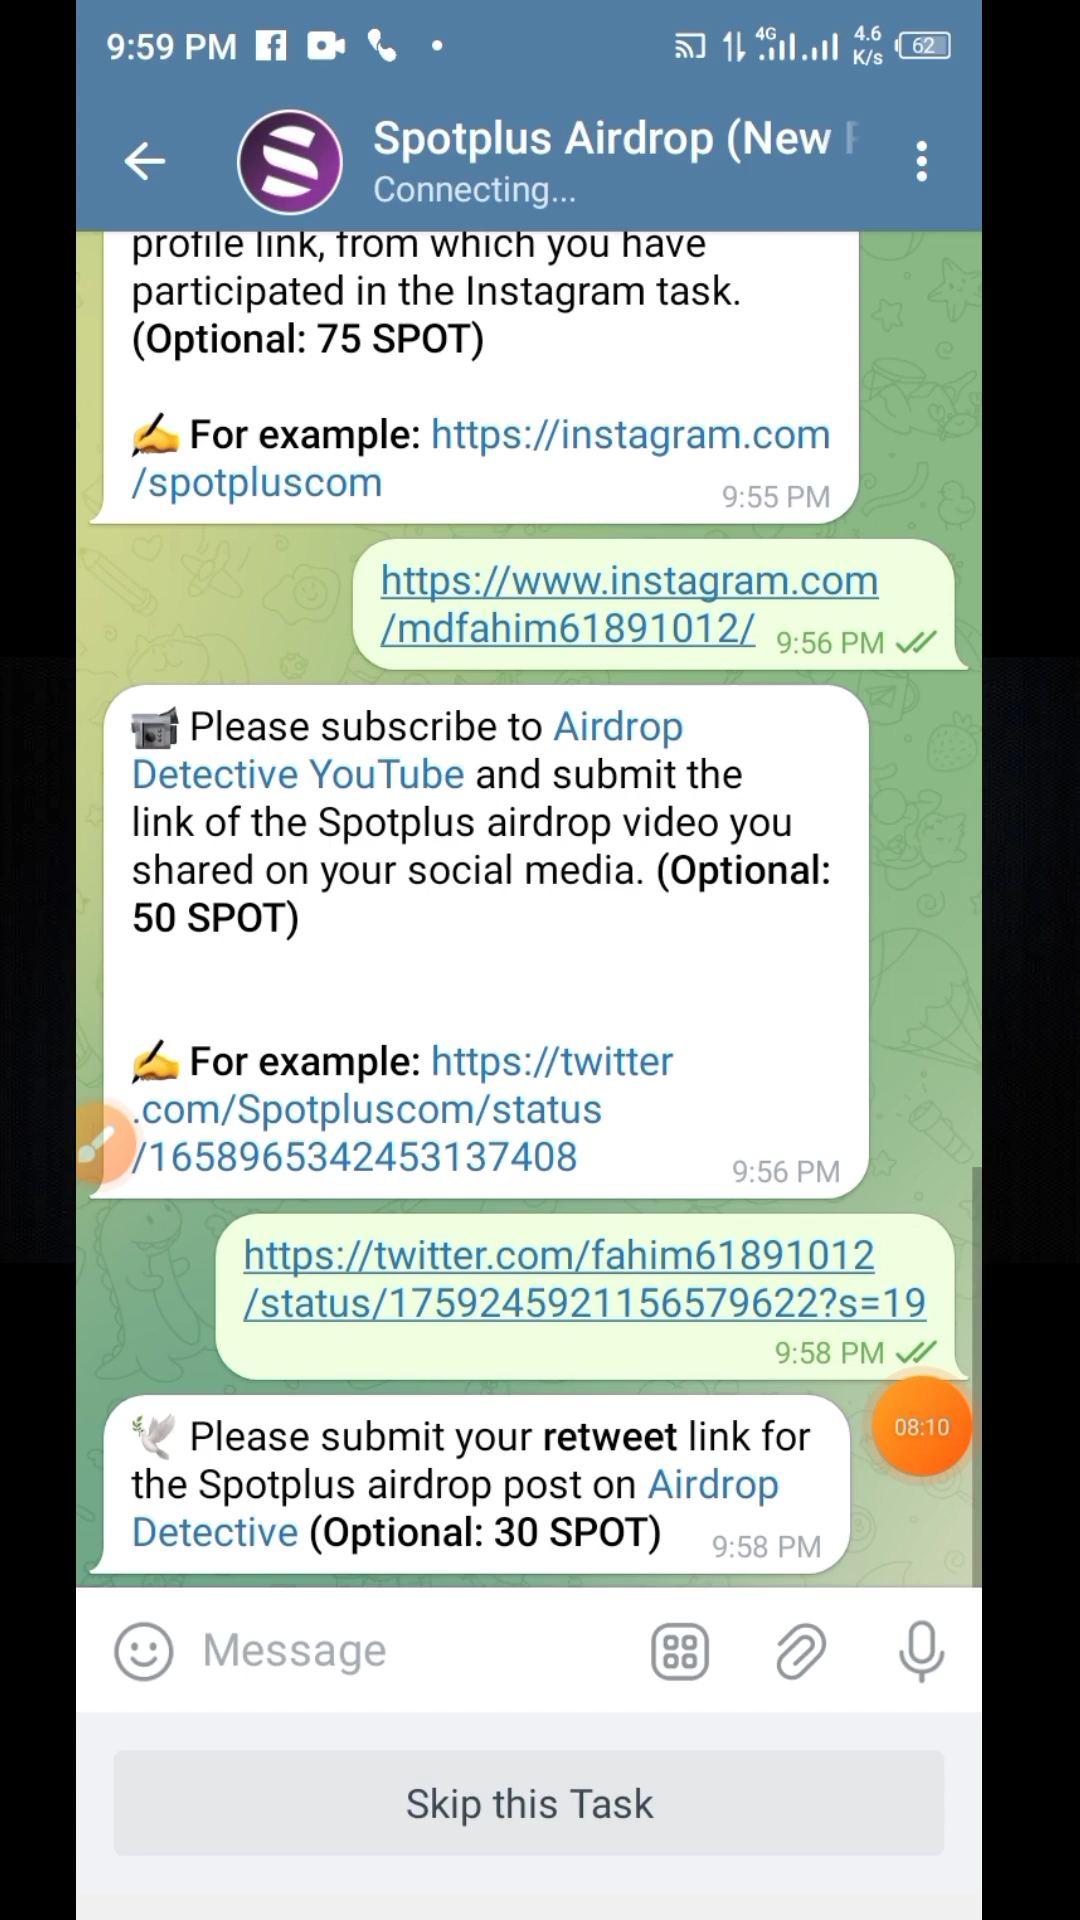 9:59 PM 4G 4.6 K/s 62
Spotplus Airdrop (New
Connecting...
profile link, from which you have
participated in the Instagram task.
(Optional: 75 SPOT)
✍️ For example: https://instagram.com
/spotpluscom 9:55 PM
https://www.instagram.com
/mdfahim61891012/ 9:56 PM
Please subscribe to Airdrop
Detective YouTube and submit the
link of the Spotplus airdrop video you
shared on your social media. (Optional:
50 SPOT)
✍️ For example: https://twitter
.com/Spotpluscom/status
/1658965342453137408 9:56 PM
https://twitter.com/fahim61891012
/status/1759245921156579622?s=19
9:58 PM
08:10
🕊️ Please submit your retweet link for
the Spotplus airdrop post on Airdrop
Detective (Optional: 30 SPOT) 9:58 PM
Message
Skip this Task